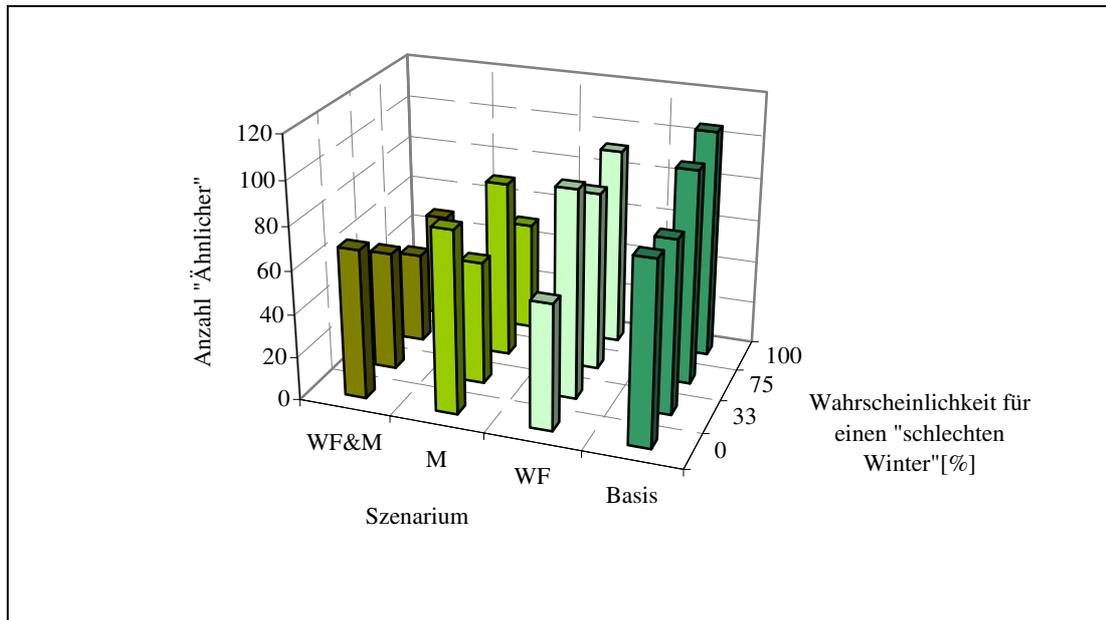 120
100
80
60
40
20
0
Anzahl "Ähnlicher"
WF&M
M
WF
Basis
Szenarium
100
75
33
0
Wahrscheinlichkeit für
einen "schlechten
Winter"[%]